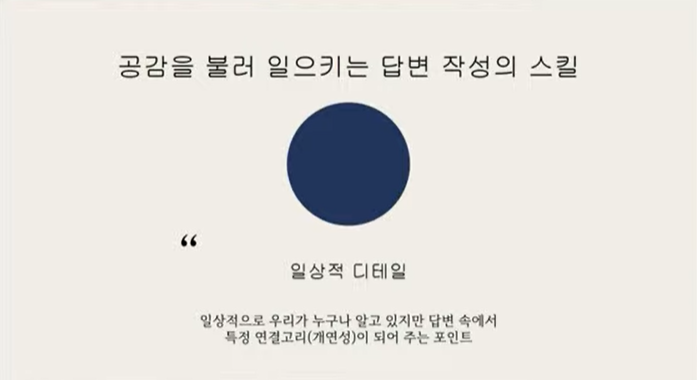 공감을 불러 일으키는 답변 작성의 스킬
“
일상적 디테일
일상적으로 우리가 누구나 알고 있지만 답변 속에서
특정 연결고리(개연성)이 되어 주는 포인트